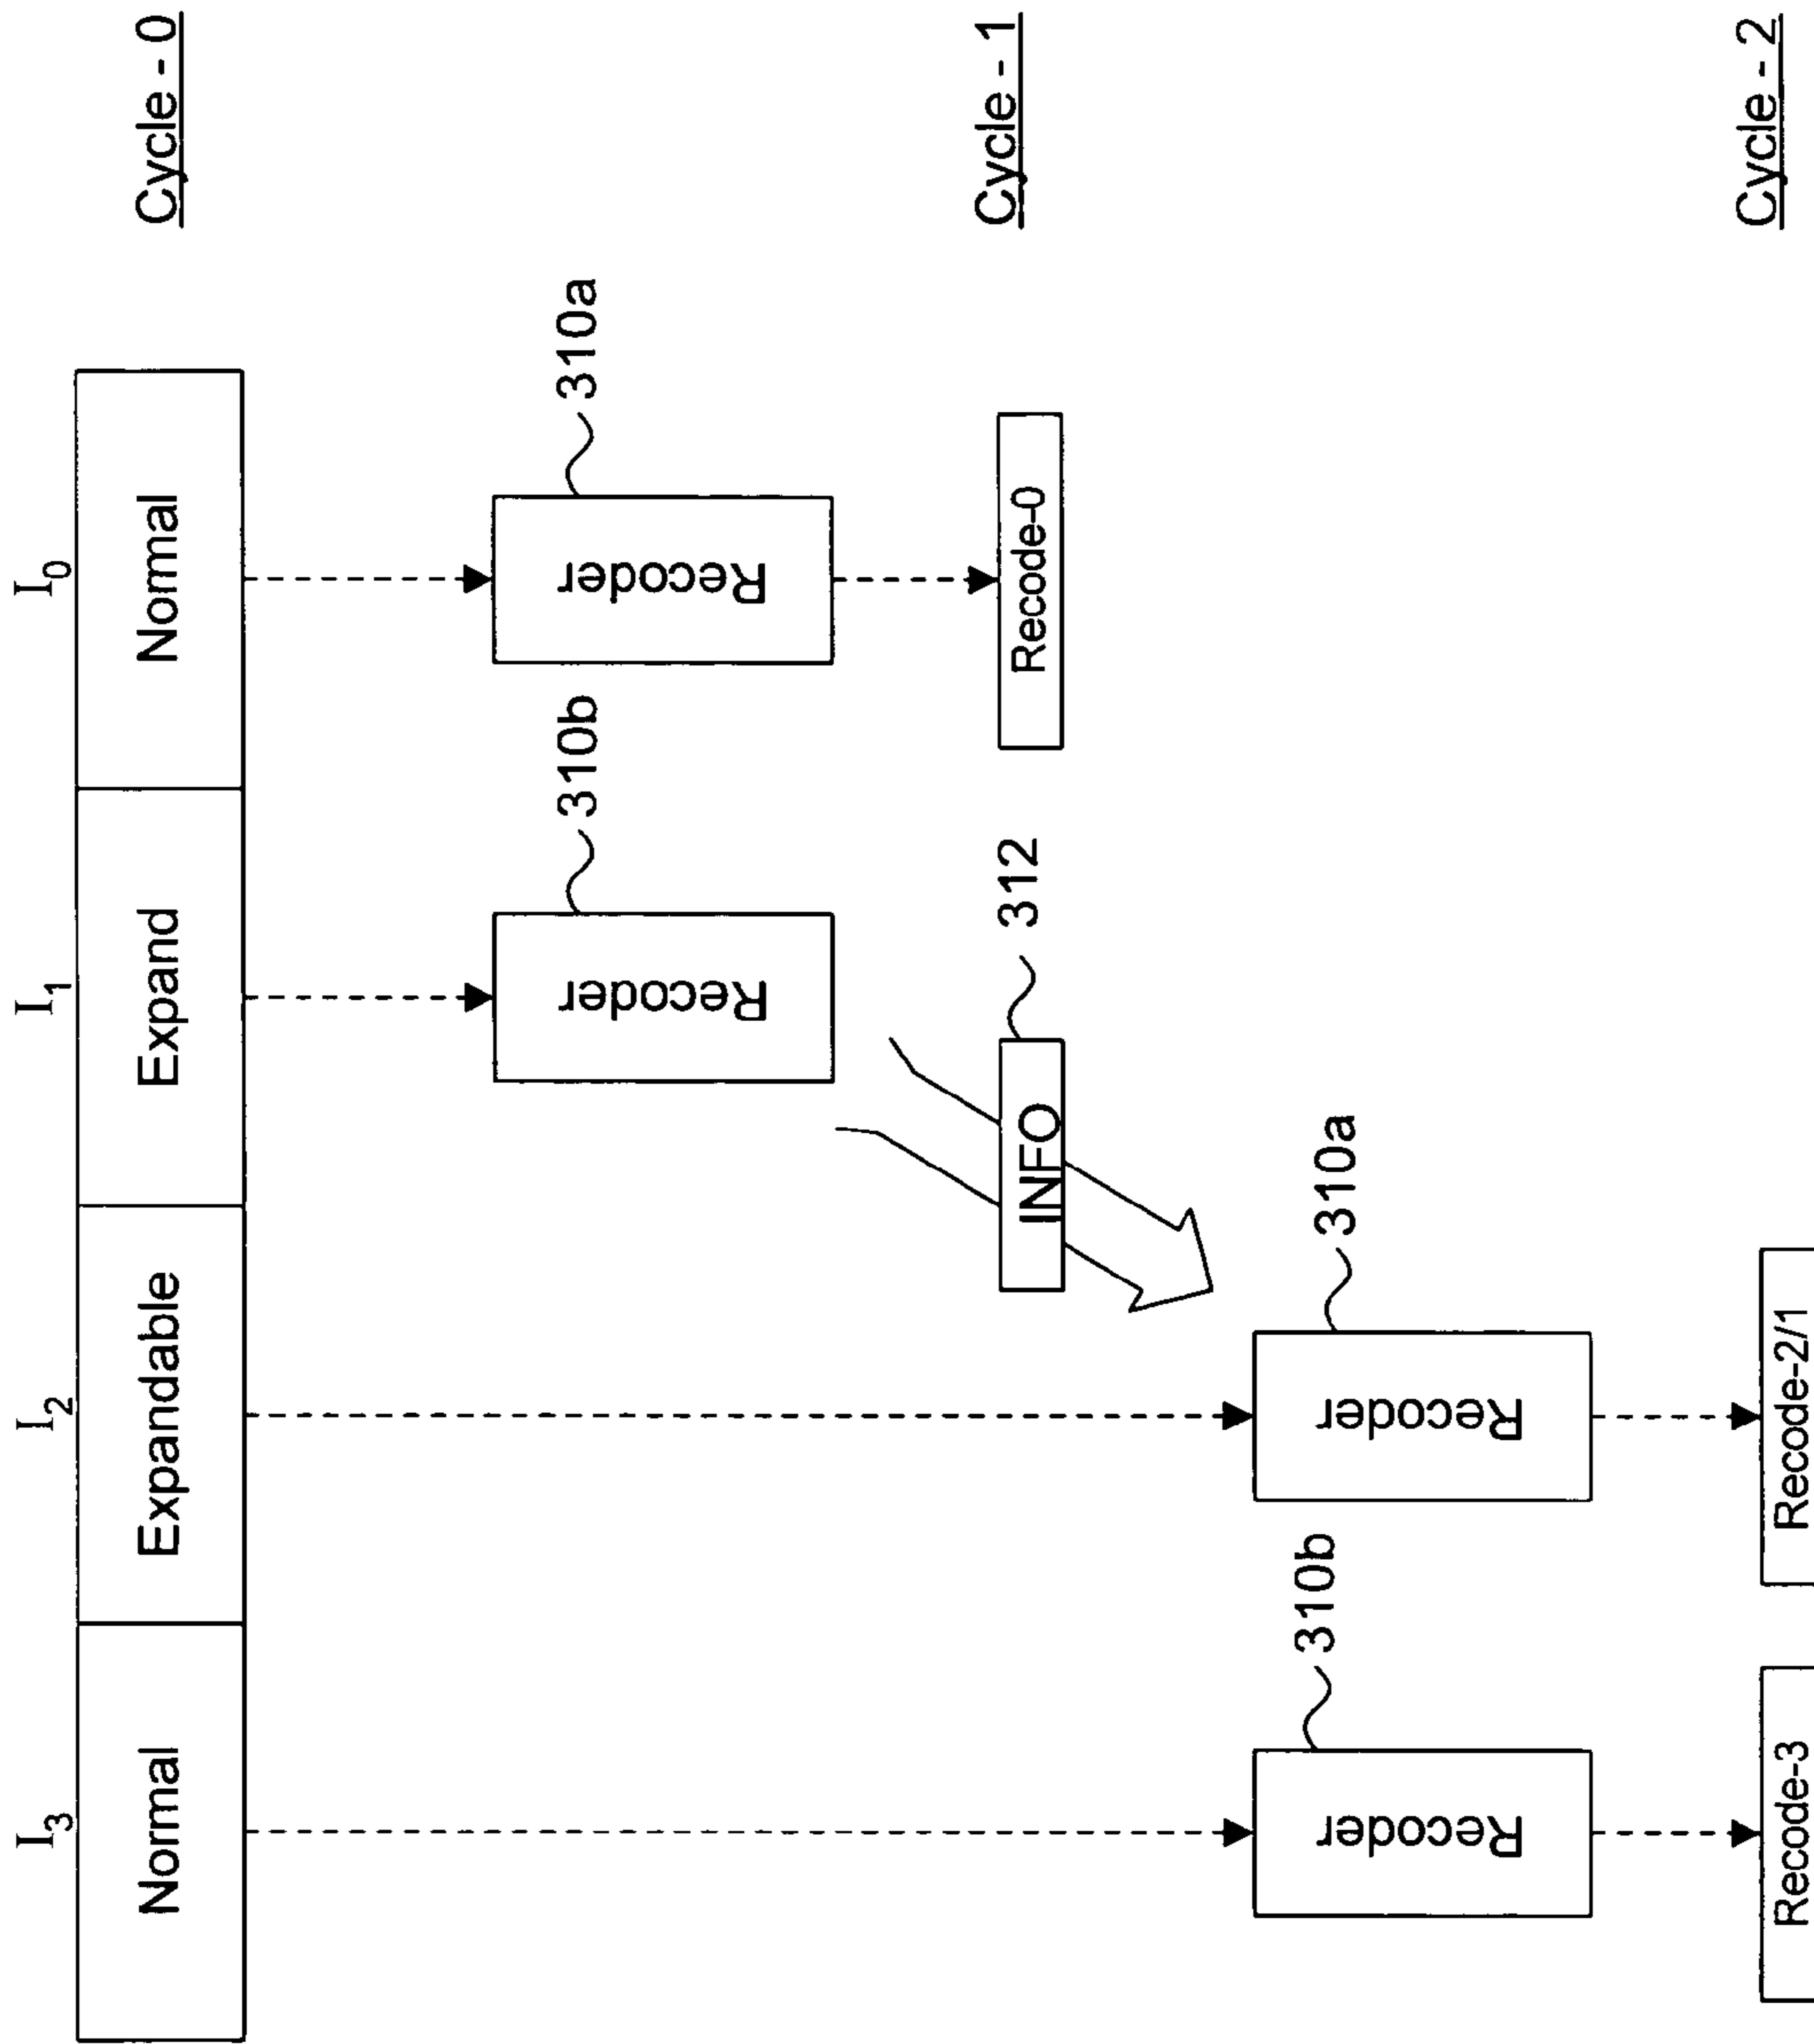 I3 I2 I1 I0
Normal Expandable Expand Normal Cycle - 0
310b 310a
Recoder Recoder
312
INFO Recode-0 Cycle - 1
310b 310a
Recoder Recoder
Recode-3 Recode-2/1 Cycle - 2